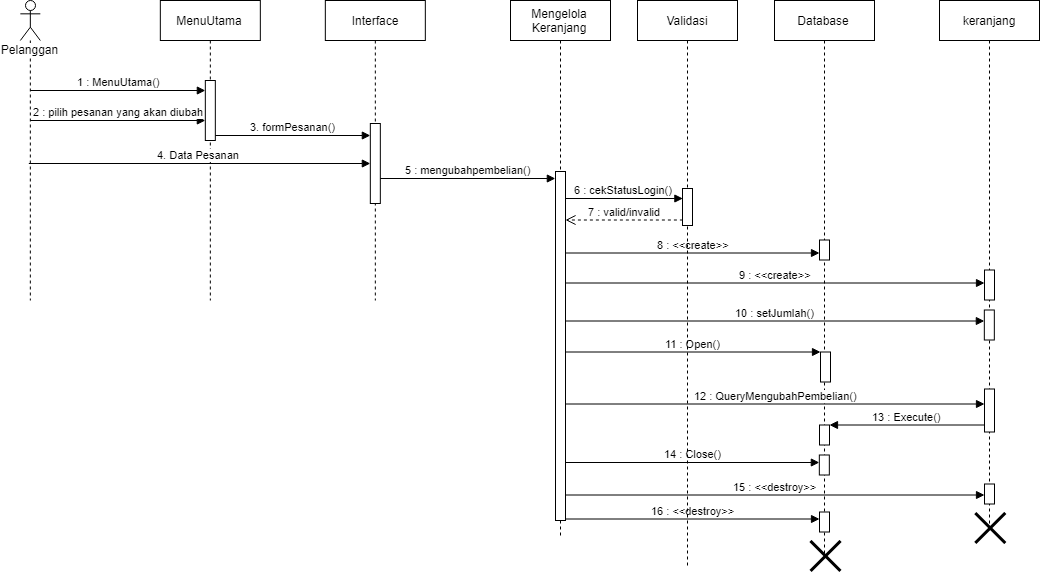 Pelanggan
MenuUtama
Interface
Mengelola
Keranjang
Validasi
Database
keranjang
1 : MenuUtama()
2 : pilih pesanan yang akan diubah
3. formPesanan()
4. Data Pesanan
5 : mengubahpembelian()
6 : cekStatusLogin()
7 : valid/invalid
8 : <<create>>
9 : <<create>>
10 : setJumlah()
11 : Open()
12 : QueryMengubahPembelian()
13 : Execute()
14 : Close()
15 : <<destroy>>
16 : <<destroy>>